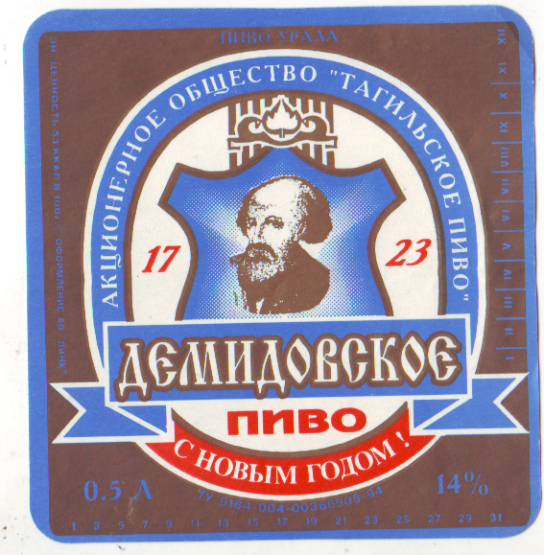 ПИВО УРАЛА
АКЦИОНЕРНОЕ ОБЩЕСТВО "ТАГИЛЬСКОЕ ПИВО"
17 23
ДЕМИДОВСКОЕ
ПИВО
С НОВЫМ ГОДОМ!
0.5 Л 14%
1 3 5 7 9 11 13 15 17 19 21 23 25 27 29 31